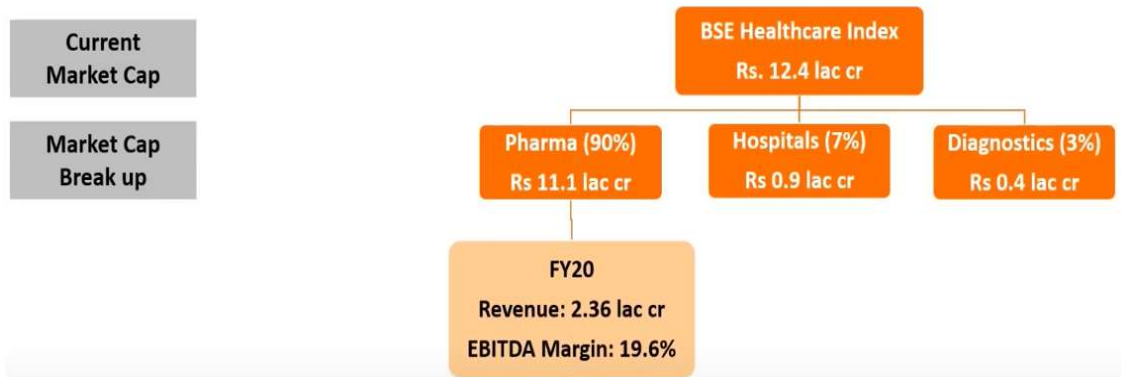 Current
Market Cap
BSE Healthcare Index
Rs. 12.4 lac cr
Market Cap
Break up
Pharma (90%)
Rs 11.1 lac cr
Hospitals (7%)
Rs 0.9 lac cr
Diagnostics (3%)
Rs 0.4 lac cr
FY20
Revenue: 2.36 lac cr
EBITDA Margin: 19.6%